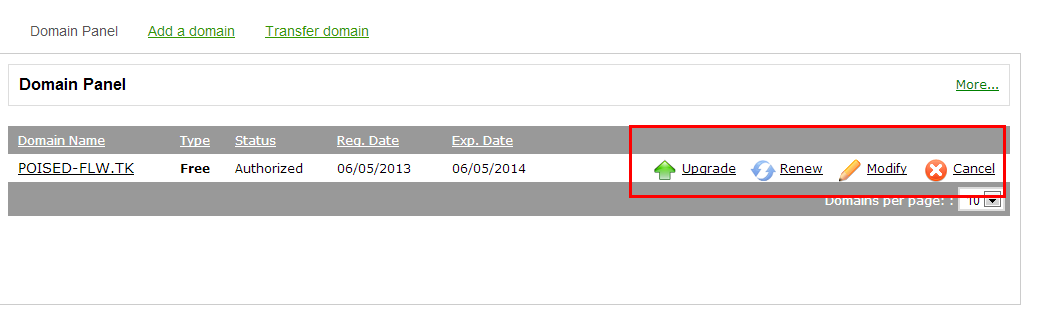 Domain Panel Add a domain Transfer domain
Domain Panel More...
Domain Name Type Status Reg. Date Exp. Date
POISED-FLW.TK Free Authorized 06/05/2013 06/05/2014 Upgrade Renew Modify Cancel
Domains per page: : 10